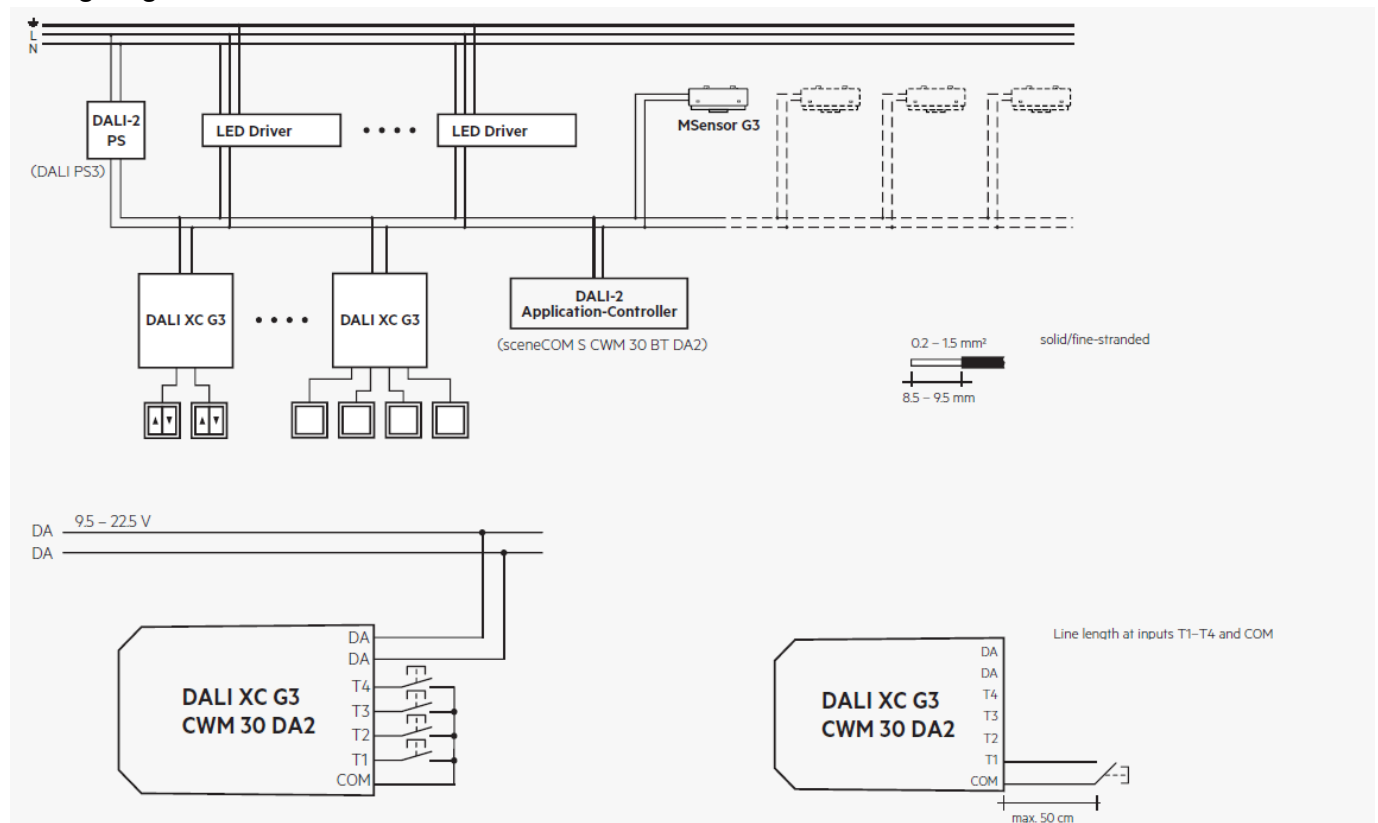 L
N
DALI-2
PS
(DALI PS3)
LED Driver
LED Driver
MSensor G3
DALI XC G3
DALI XC G3
DALI-2
Application-Controller
(sceneCOM S CWM 30 BT DA2)
0.2 – 1.5 mm²
solid/fine-stranded
8.5 – 9.5 mm
DA
9.5 – 22.5 V
DA
DA
DA
T4
T3
T2
T1
COM
DALI XC G3
CWM 30 DA2
Line length at inputs T1–T4 and COM
DA
DA
T4
T3
T2
T1
COM
DALI XC G3
CWM 30 DA2
max. 50 cm